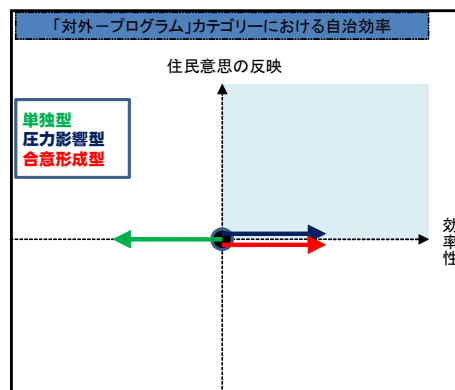 「対外－プログラム」カテゴリーにおける自治効率
住民意思の反映
単独型
圧力影響型
合意形成型
効率性